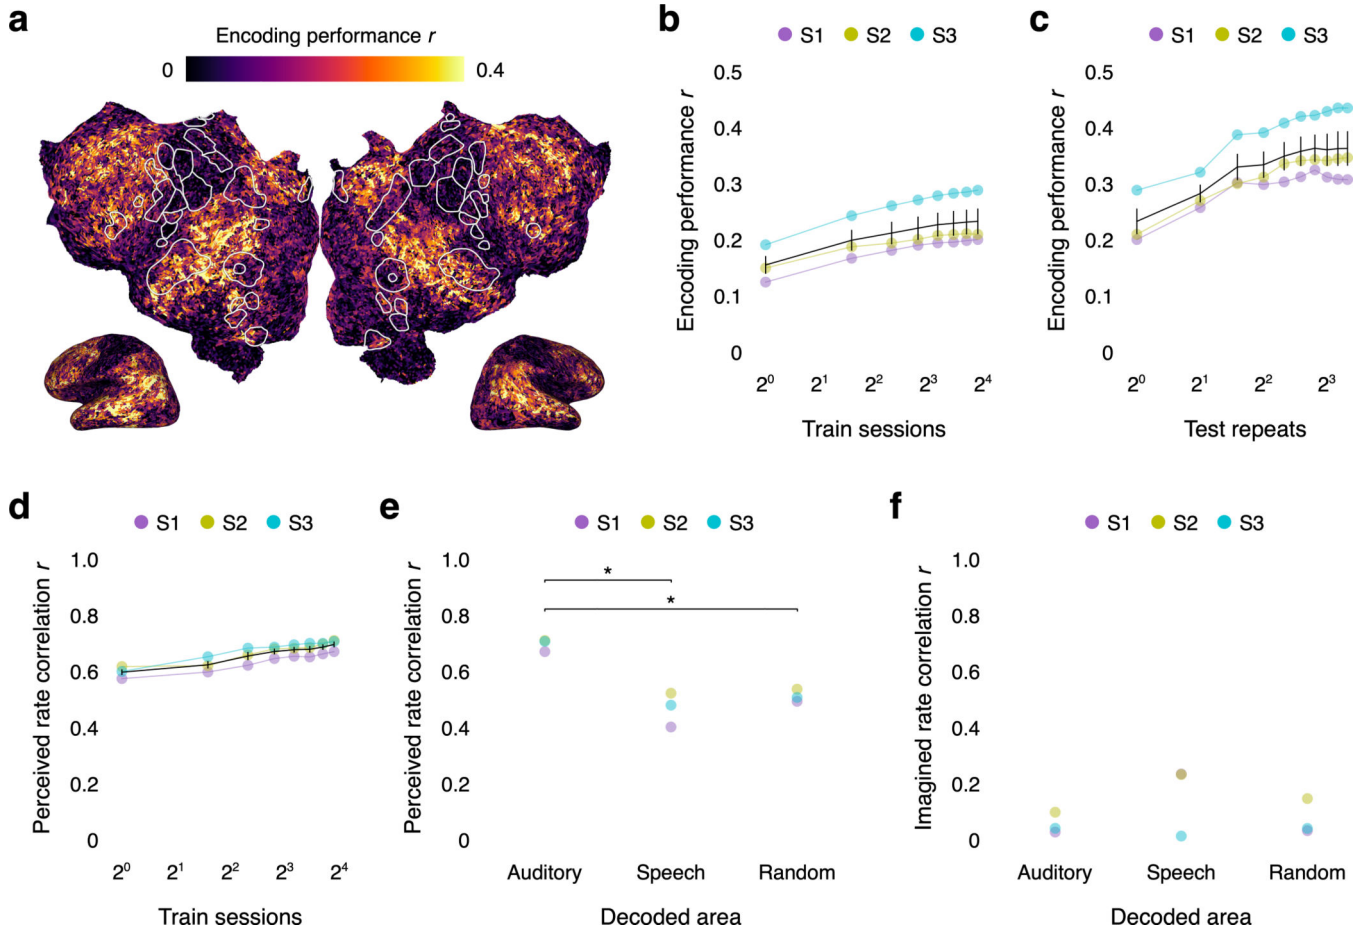 a
Encoding performance r
0 0.4
b
S1 S2 S3
Encoding performance r
0.5
0.4
0.3
0.2
0.1
0
2⁰ 2¹ 2² 2³ 2⁴
Train sessions
c
S1 S2 S3
Encoding performance r
0.5
0.4
0.3
0.2
0.1
0
2⁰ 2¹ 2² 2³
Test repeats
d
S1 S2 S3
Perceived rate correlation r
1.0
0.8
0.6
0.4
0.2
0
2⁰ 2¹ 2² 2³ 2⁴
Train sessions
e
S1 S2 S3
Perceived rate correlation r
1.0
0.8
0.6
0.4
0.2
0
*
*
Auditory Speech Random
Decoded area
f
S1 S2 S3
Imagined rate correlation r
1.0
0.8
0.6
0.4
0.2
0
Auditory Speech Random
Decoded area